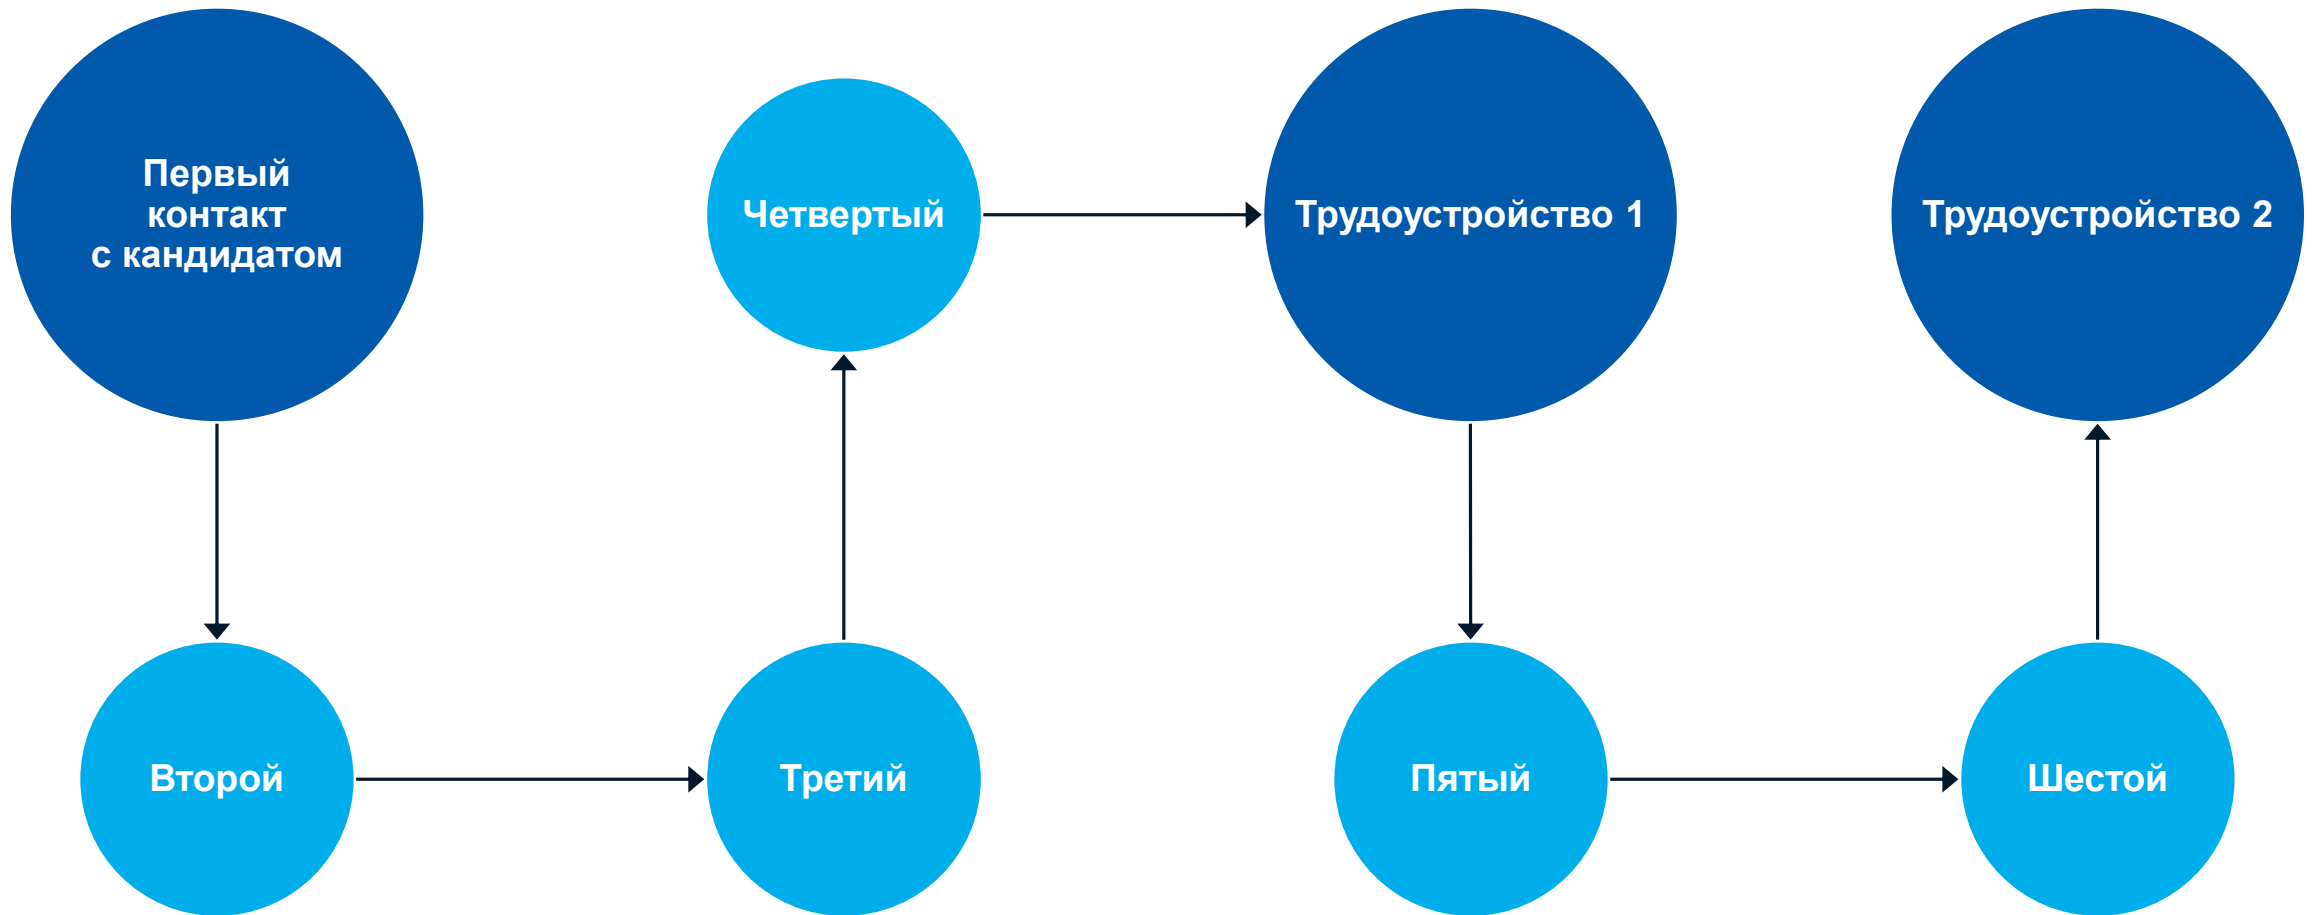 Первый
контакт
с кандидатом
Второй
Третий
Четвертый
Трудоустройство 1
Пятый
Шестой
Трудоустройство 2